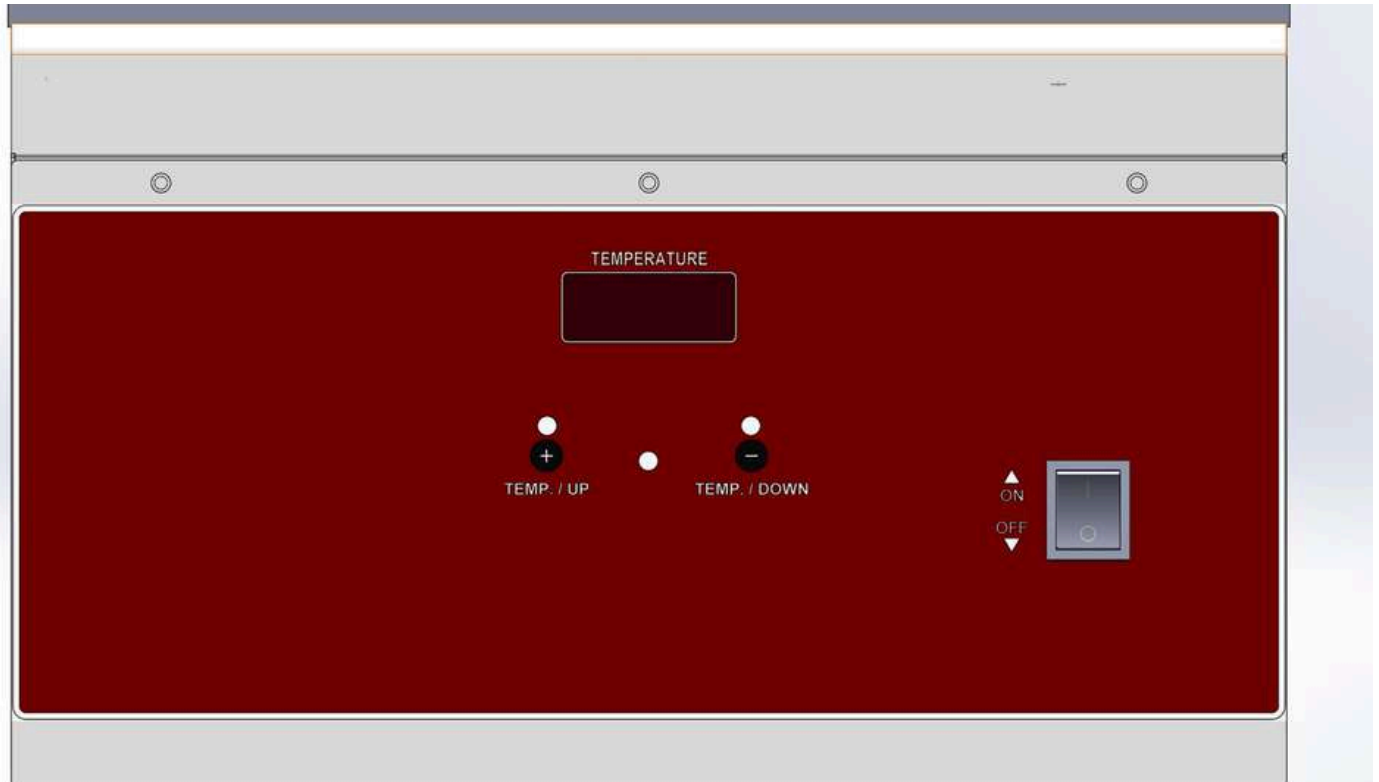 TEMPERATURE
+
−
TEMP. / UP
TEMP. / DOWN
ON
OFF
I
O